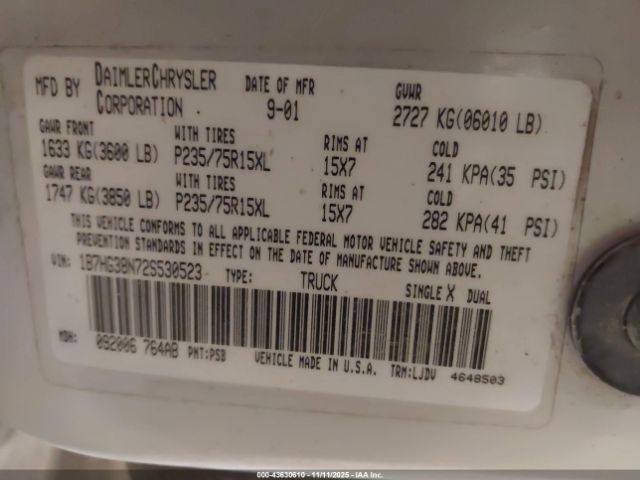 MFD BY DAIMLERCHRYSLER CORPORATION DATE OF MFR 9-01 GVWR 2727 KG(06010 LB)
GAWR FRONT WITH TIRES RIMS AT COLD
1633 KG(3600 LB) P235/75R15XL 15X7 241 KPA(35 PSI)
GAWR REAR WITH TIRES RIMS AT COLD
1747 KG(3850 LB) P235/75R15XL 15X7 282 KPA(41 PSI)
THIS VEHICLE CONFORMS TO ALL APPLICABLE FEDERAL MOTOR VEHICLE SAFETY AND THEFT
PREVENTION STANDARDS IN EFFECT ON THE DATE OF MANUFACTURE SHOWN ABOVE.
VIN: 1B7HG38N72S530523 TYPE: TRUCK SINGLE X DUAL
MDH: 092006 764AB PNT:PSB VEHICLE MADE IN U.S.A. TRM:LJDV 4648503
000-43630610 - 11/11/2025 - IAA Inc.